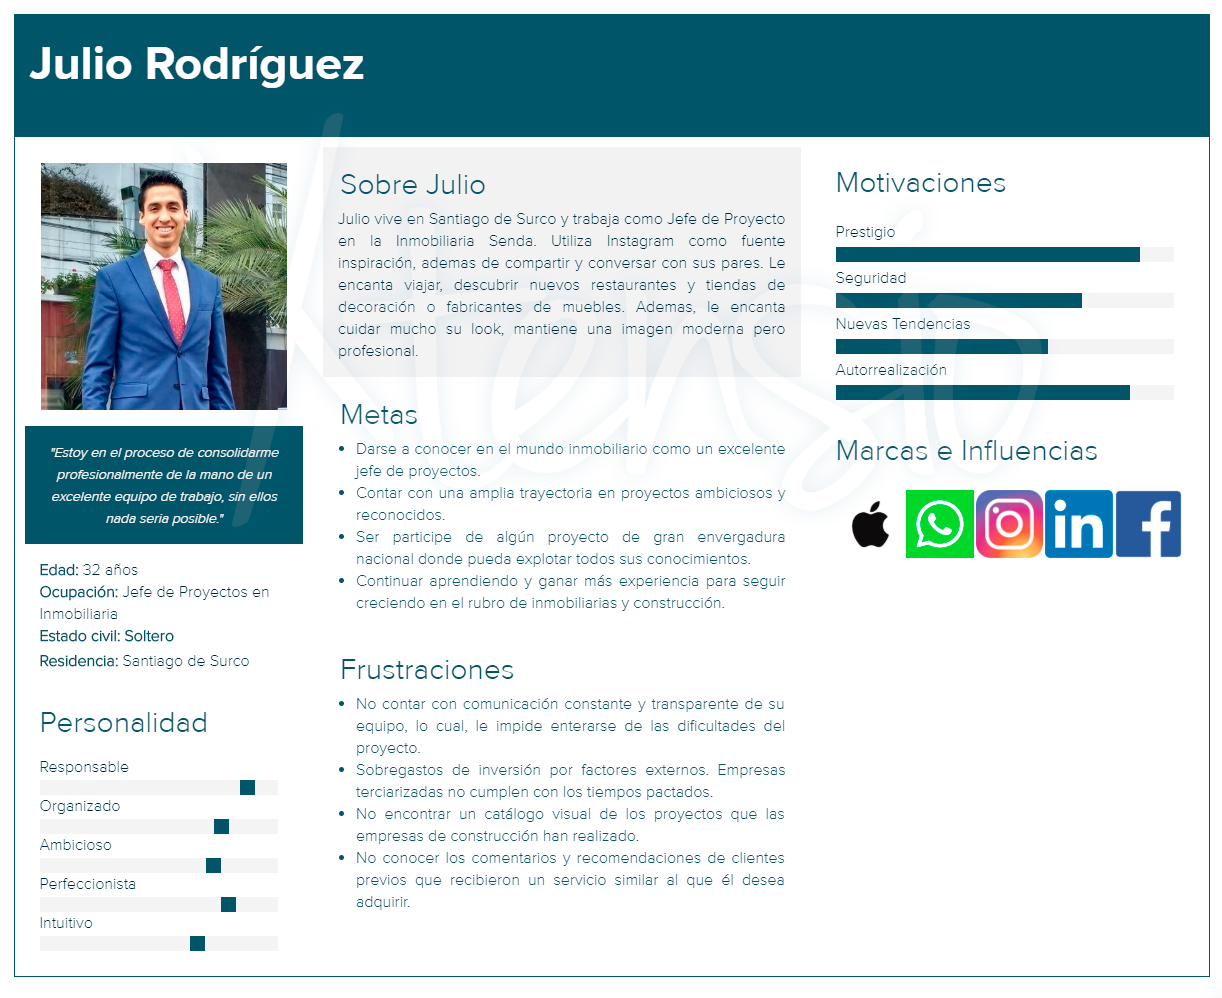 Julio Rodríguez
"Estoy en el proceso de consolidarme
profesionalmente de la mano de un
excelente equipo de trabajo, sin ellos
nada seria posible."
Edad: 32 años
Ocupación: Jefe de Proyectos en
Inmobiliaria
Estado civil: Soltero
Residencia: Santiago de Surco
Personalidad
Responsable
Organizado
Ambicioso
Perfeccionista
Intuitivo
Sobre Julio
Julio vive en Santiago de Surco y trabaja como Jefe de Proyecto
en la Inmobiliaria Senda. Utiliza Instagram como fuente
inspiración, ademas de compartir y conversar con sus pares. Le
encanta viajar, descubrir nuevos restaurantes y tiendas de
decoración o fabricantes de muebles. Ademas, le encanta
cuidar mucho su look, mantiene una imagen moderna pero
profesional.
Metas
• Darse a conocer en el mundo inmobiliario como un excelente
jefe de proyectos.
• Contar con una amplia trayectoria en proyectos ambiciosos y
reconocidos.
• Ser participe de algún proyecto de gran envergadura
nacional donde pueda explotar todos sus conocimientos.
• Continuar aprendiendo y ganar más experiencia para seguir
creciendo en el rubro de inmobiliarias y construcción.
Frustraciones
• No contar con comunicación constante y transparente de su
equipo, lo cual, le impide enterarse de las dificultades del
proyecto.
• Sobregastos de inversión por factores externos. Empresas
terciarizadas no cumplen con los tiempos pactados.
• No encontrar un catálogo visual de los proyectos que las
empresas de construcción han realizado.
• No conocer los comentarios y recomendaciones de clientes
previos que recibieron un servicio similar al que él desea
adquirir.
Motivaciones
Prestigio
Seguridad
Nuevas Tendencias
Autorrealización
Marcas e Influencias
in
f
Xtensio